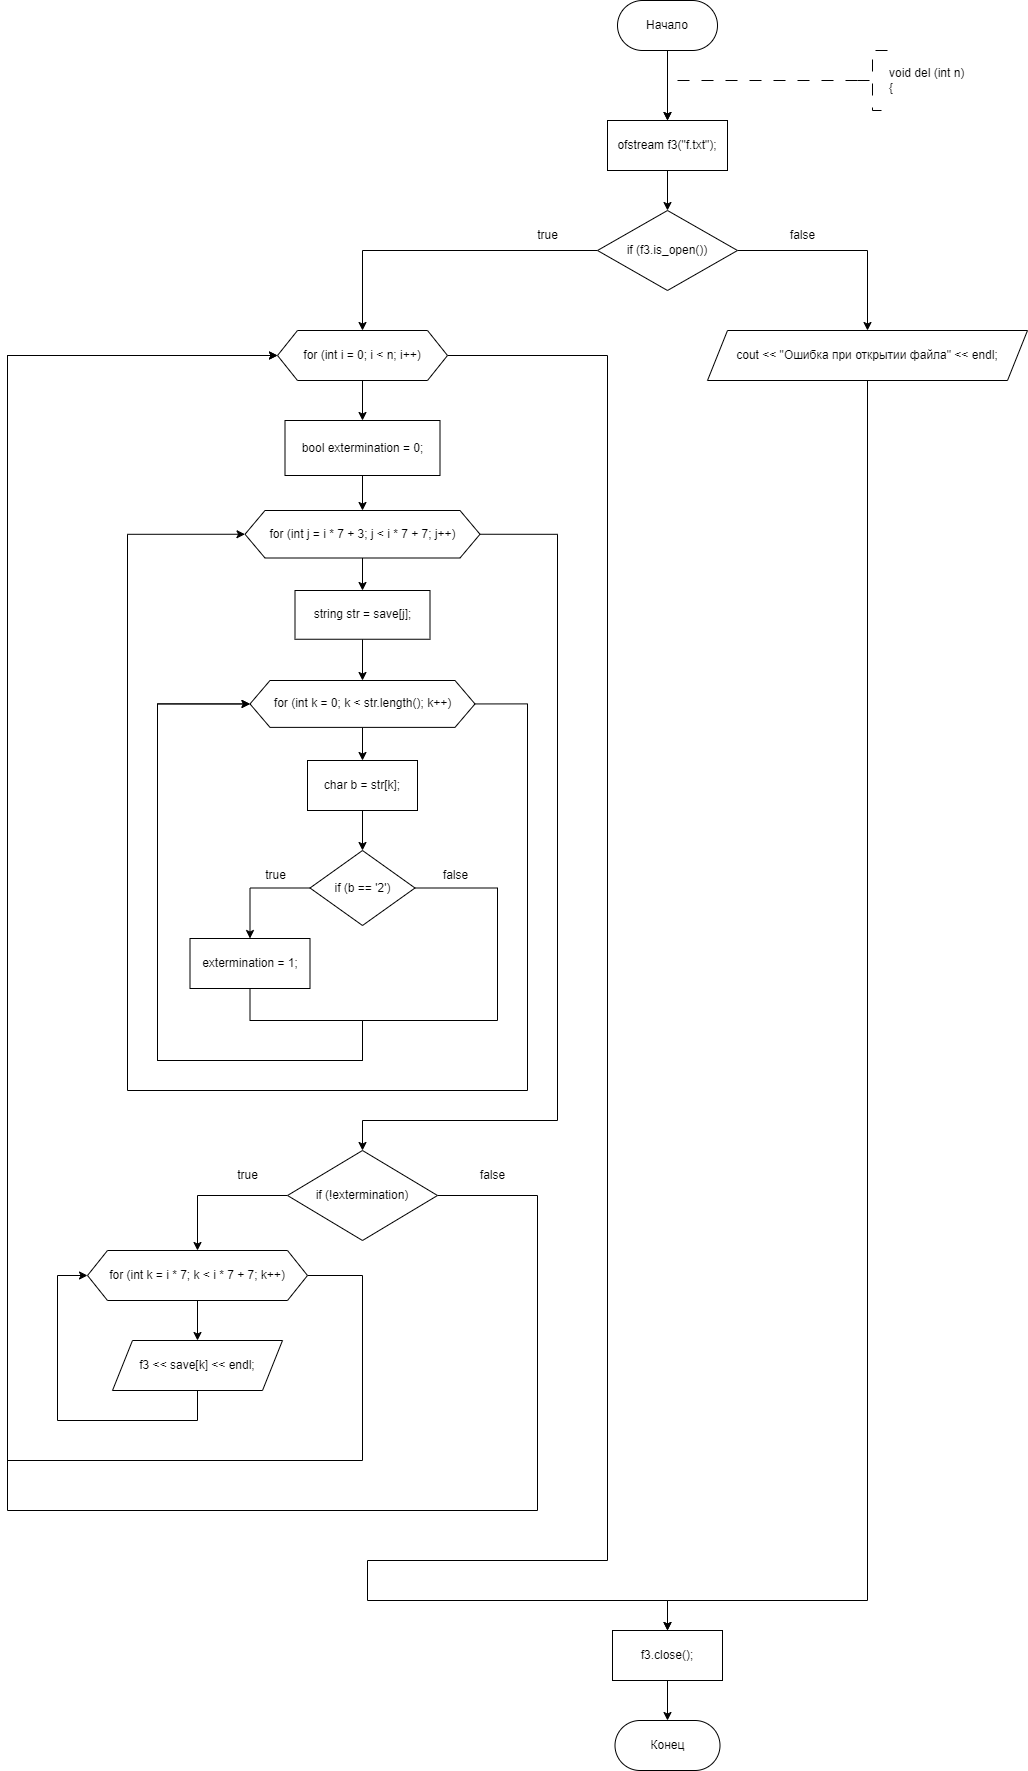 Начало
void del (int n)
{
ofstream f3("f.txt");
true
if (f3.is_open())
false
for (int i = 0; i < n; i++)
cout << "Ошибка при открытии файла" << endl;
bool extermination = 0;
for (int j = i * 7 + 3; j < i * 7 + 7; j++)
string str = save[j];
for (int k = 0; k < str.length(); k++)
char b = str[k];
true
if (b == '2')
false
extermination = 1;
true
if (!extermination)
false
for (int k = i * 7; k < i * 7 + 7; k++)
f3 << save[k] << endl;
f3.close();
Конец